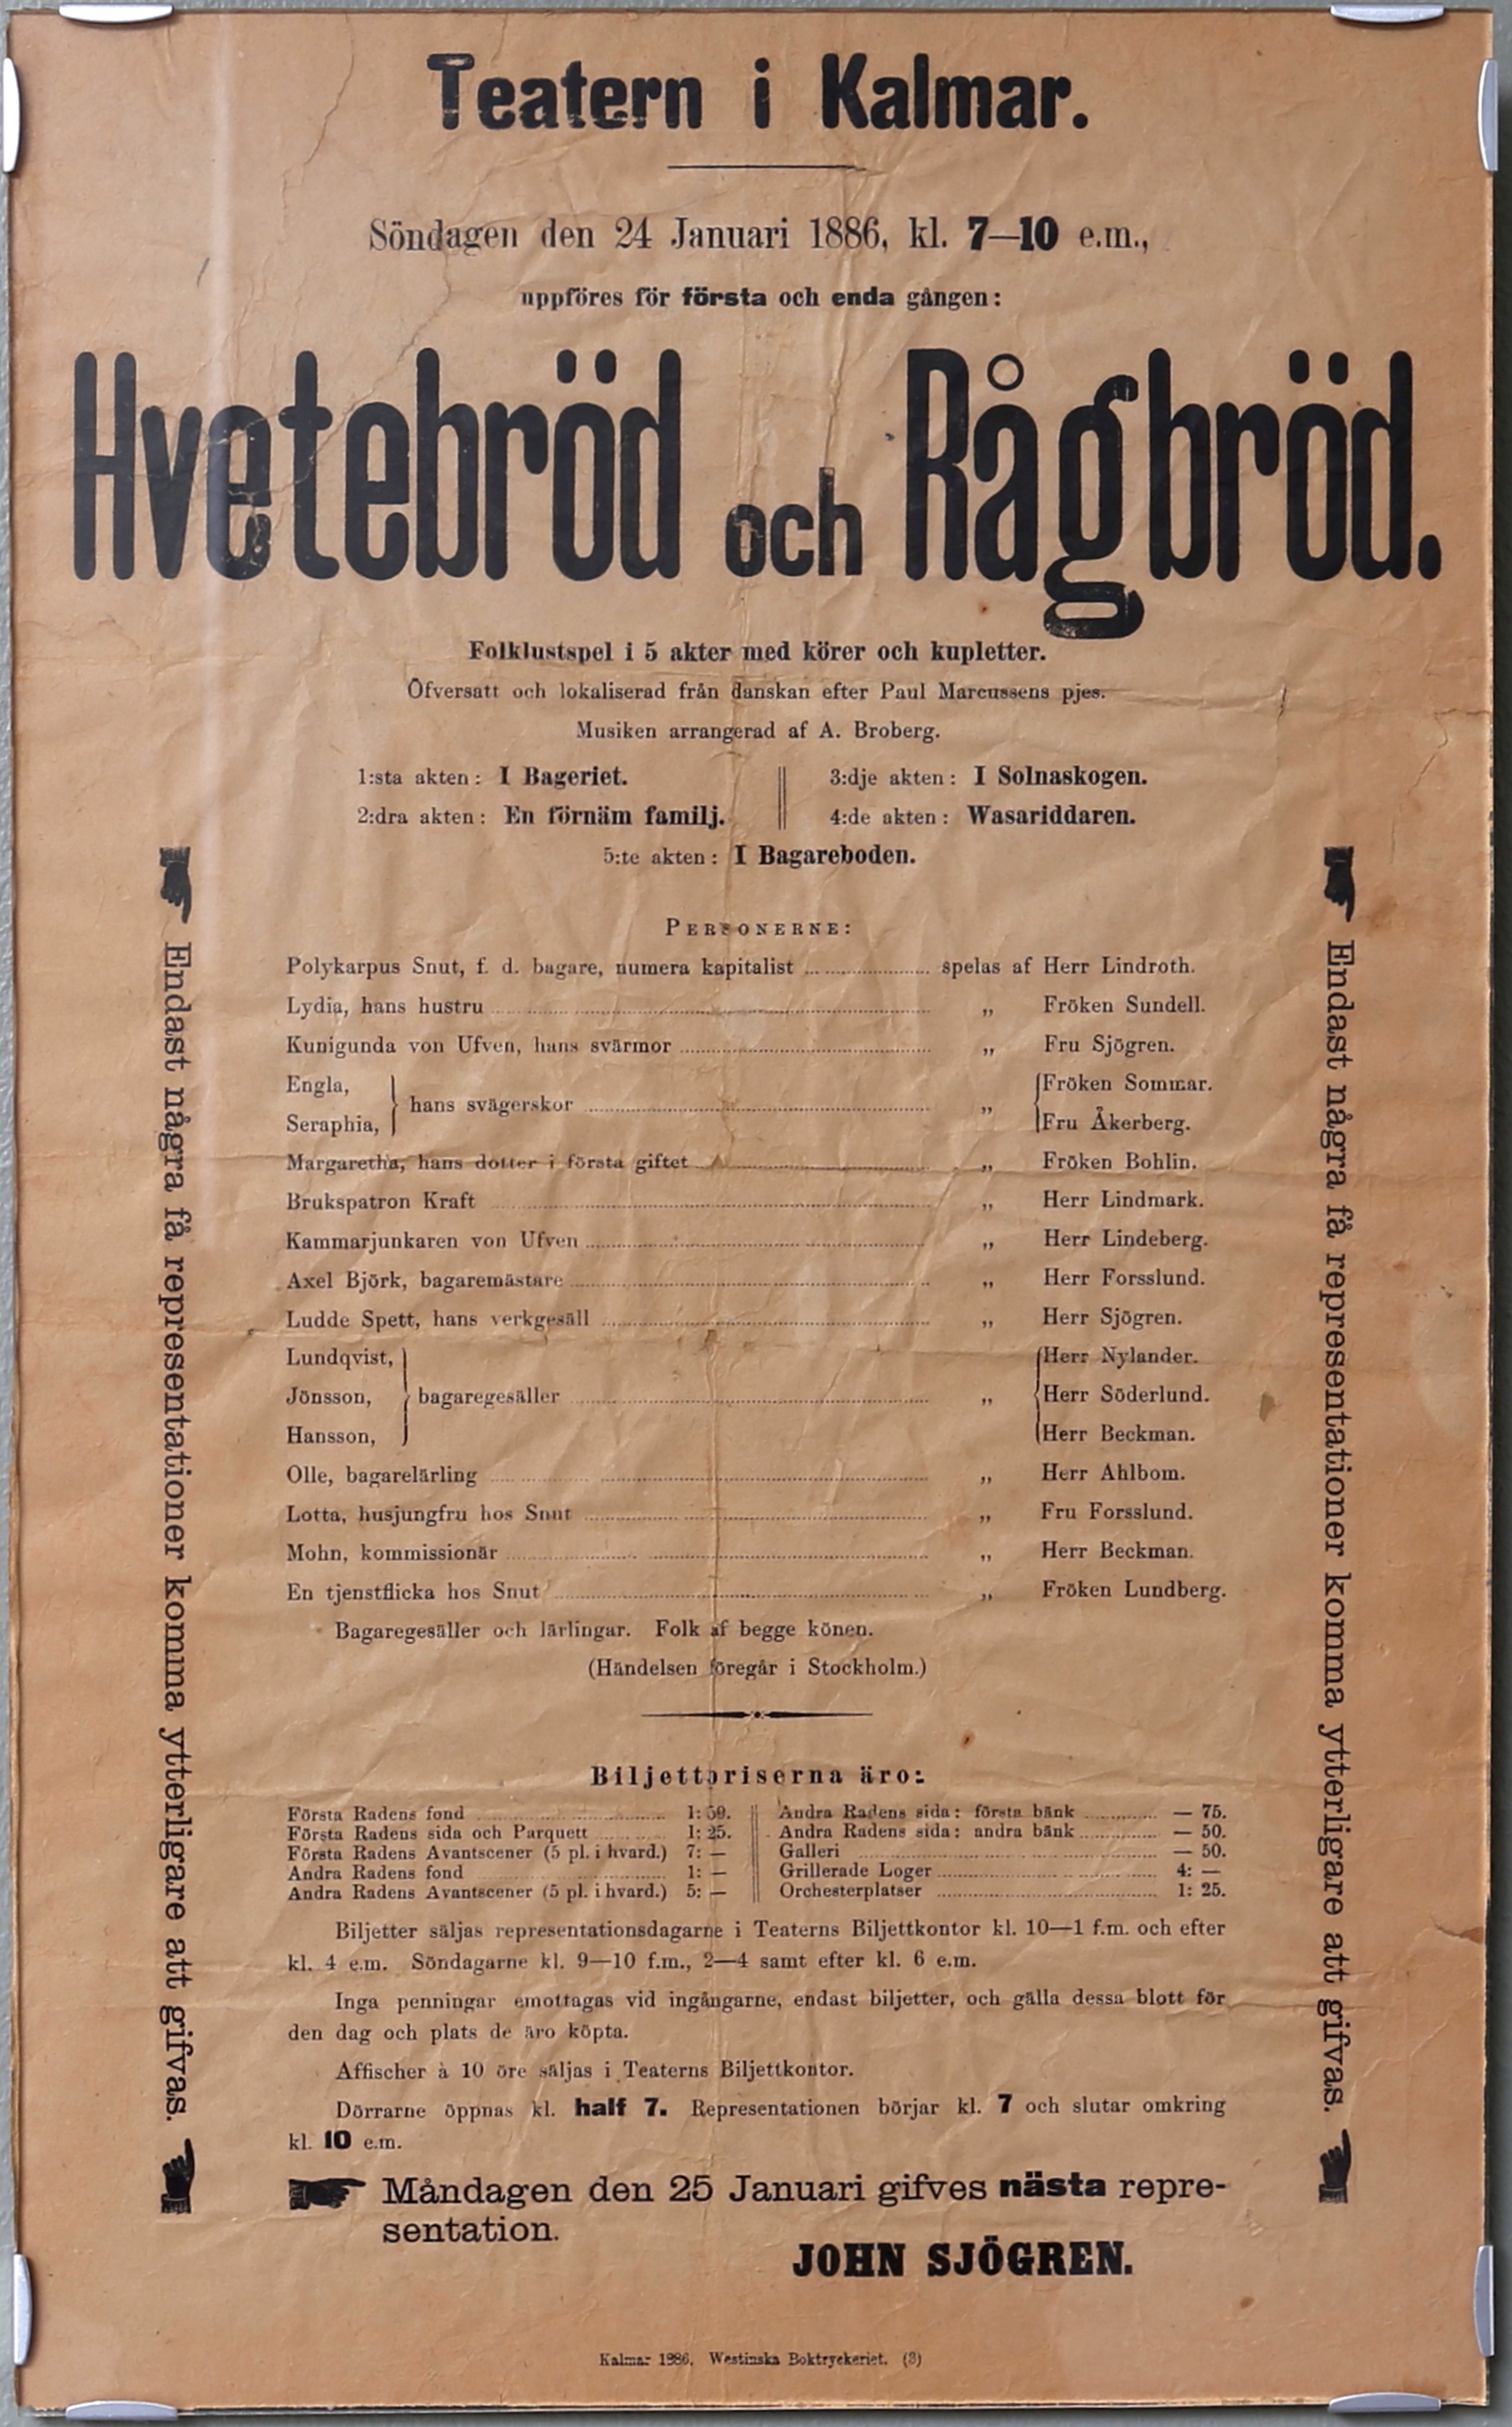 Teatern i Kalmar.
Söndagen den 24 Januari 1886, kl. 7—10 e.m.,
uppföres för första och enda gången:
Hvetebröd och Rågbröd.
Folklustspel i 5 akter med körer och kupletter.
Öfversatt och lokaliserad från danskan efter Paul Marcussens pjes.
Musiken arrangerad af A. Broberg.
1:sta akten: I Bageriet.
2:dra akten: En förnäm familj.
3:dje akten: I Solnaskogen.
4:de akten: Wasariddaren.
5:te akten: I Bagareboden.
PERSONERNE:
Polykarpus Snut, f. d. bagare, numera kapitalist ... spelas af Herr Lindroth.
Lydia, hans hustru ... „ Fröken Sundell.
Kunigunda von Ufven, hans svärmor ... „ Fru Sjögren.
Engla, Fröken Sommar.
hans svägerskor ... „
Seraphia, Fru Åkerberg.
Margaretha, hans dotter i första giftet ... „ Fröken Bohlin.
Brukspatron Kraft ... „ Herr Lindmark.
Kammarjunkaren von Ufven ... „ Herr Lindeberg.
Axel Björk, bagaremästare ... „ Herr Forsslund.
Ludde Spett, hans verkgesäll ... „ Herr Sjögren.
Lundqvist, Herr Nylander.
Jönsson, bagaregesäller ... „ Herr Söderlund.
Hansson, Herr Beckman.
Olle, bagarelärling ... „ Herr Ahlbom.
Lotta, husjungfru hos Snut ... „ Fru Forsslund.
Mohn, kommissionär ... „ Herr Beckman.
En tjenstflicka hos Snut ... „ Fröken Lundberg.
Bagaregesäller och lärlingar. Folk af begge könen.
(Händelsen föregår i Stockholm.)
Biljettpriserna äro:
Första Radens fond ... 1: 50.
Första Radens sida och Parquett ... 1: 25.
Första Radens Avantscener (5 pl. i hvard.) 7: —
Andra Radens fond ... 1: —
Andra Radens Avantscener (5 pl. i hvard.) 5: —
Andra Radens sida: första bänk ... — 75.
Andra Radens sida: andra bänk ... — 50.
Galleri ... — 50.
Grillerade Loger ... 4: —
Orchesterplatser ... 1: 25.
Biljetter säljas representationsdagarne i Teaterns Biljettkontor kl. 10—1 f.m. och efter
kl. 4 e.m. Söndagarne kl. 9—10 f.m., 2—4 samt efter kl. 6 e.m.
Inga penningar emottagas vid ingångarne, endast biljetter, och gälla dessa blott för
den dag och plats de äro köpta.
Affischer à 10 öre säljas i Teaterns Biljettkontor.
Dörrarne öppnas kl. half 7. Representationen börjar kl. 7 och slutar omkring
kl. 10 e.m.
Måndagen den 25 Januari gifves nästa repre-
sentation.
JOHN SJÖGREN.
Kalmar 1886, Westinska Boktryckeriet. (3)
Endast några få representationer komma ytterligare att gifvas.
Endast några få representationer komma ytterligare att gifvas.